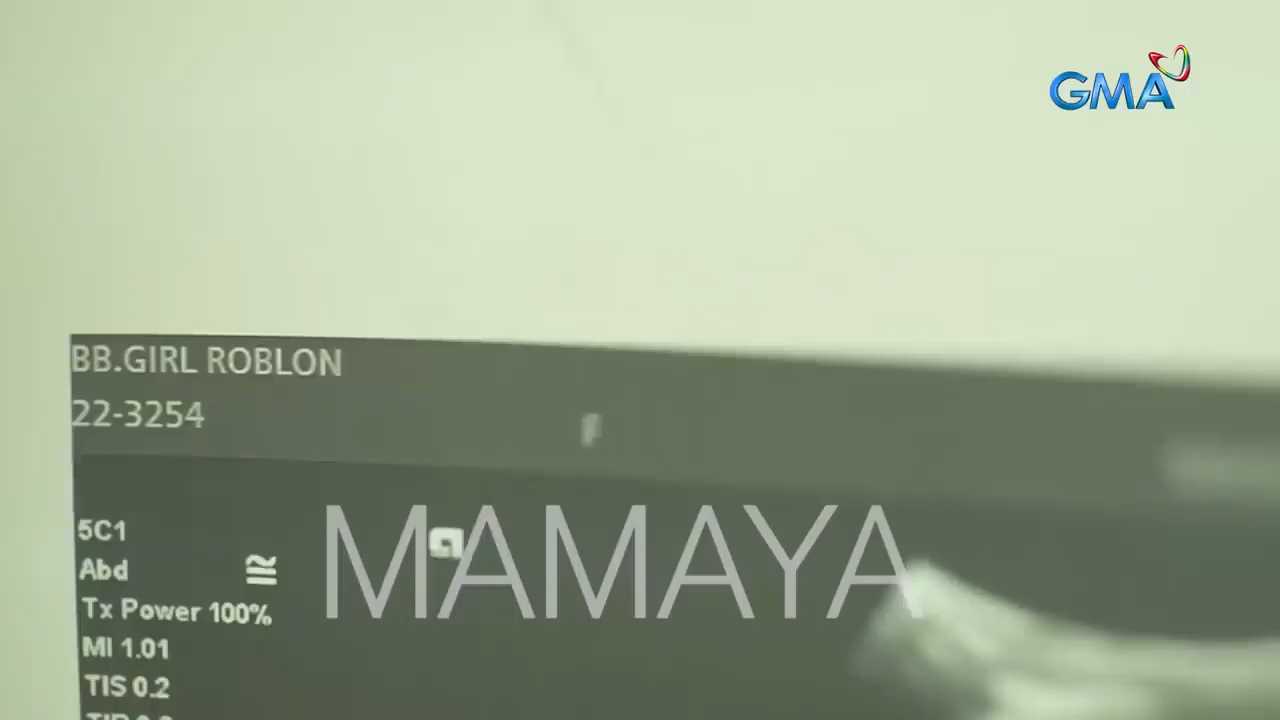 GMA
BB.GIRL ROBLON
22-3254
5C1
Abd
Tx Power 100%
MI 1.01
TIS 0.2
MAMAYA